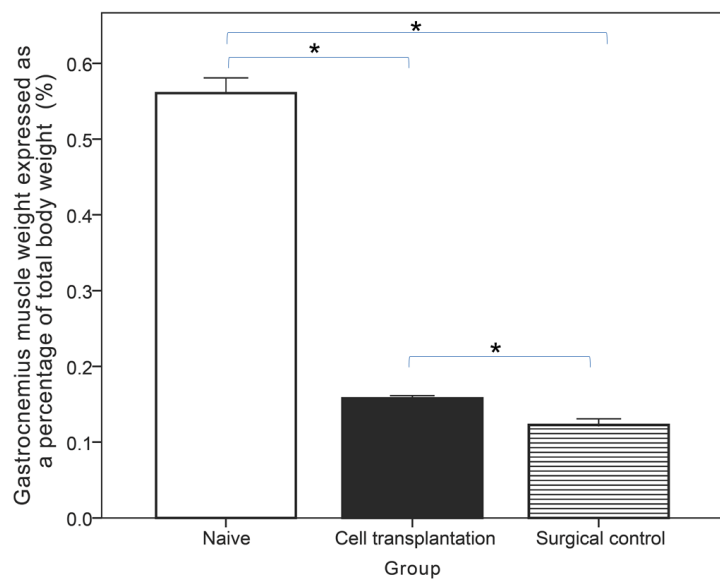 Gastrocnemius muscle weight expressed as
a percentage of total body weight (%)
0.6
0.5
0.4
0.3
0.2
0.1
0.0
*
*
*
Naive
Cell transplantation
Surgical control
Group